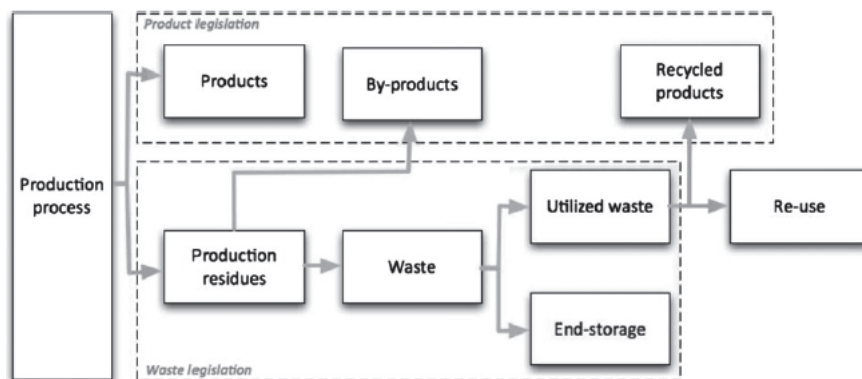 Product legislation
Products
By-products
Recycled
products
Production
process
Production
residues
Waste
Utilized waste
Re-use
End-storage
Waste legislation